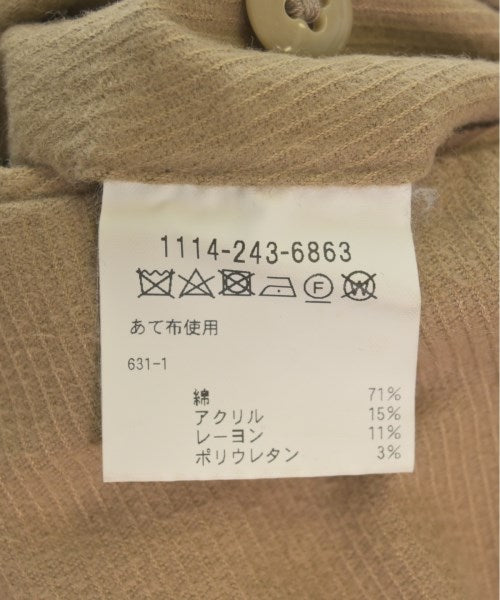 1114-243-6863
F W
あて布使用
631-1
綿 71%
アクリル 15%
レーヨン 11%
ポリウレタン 3%